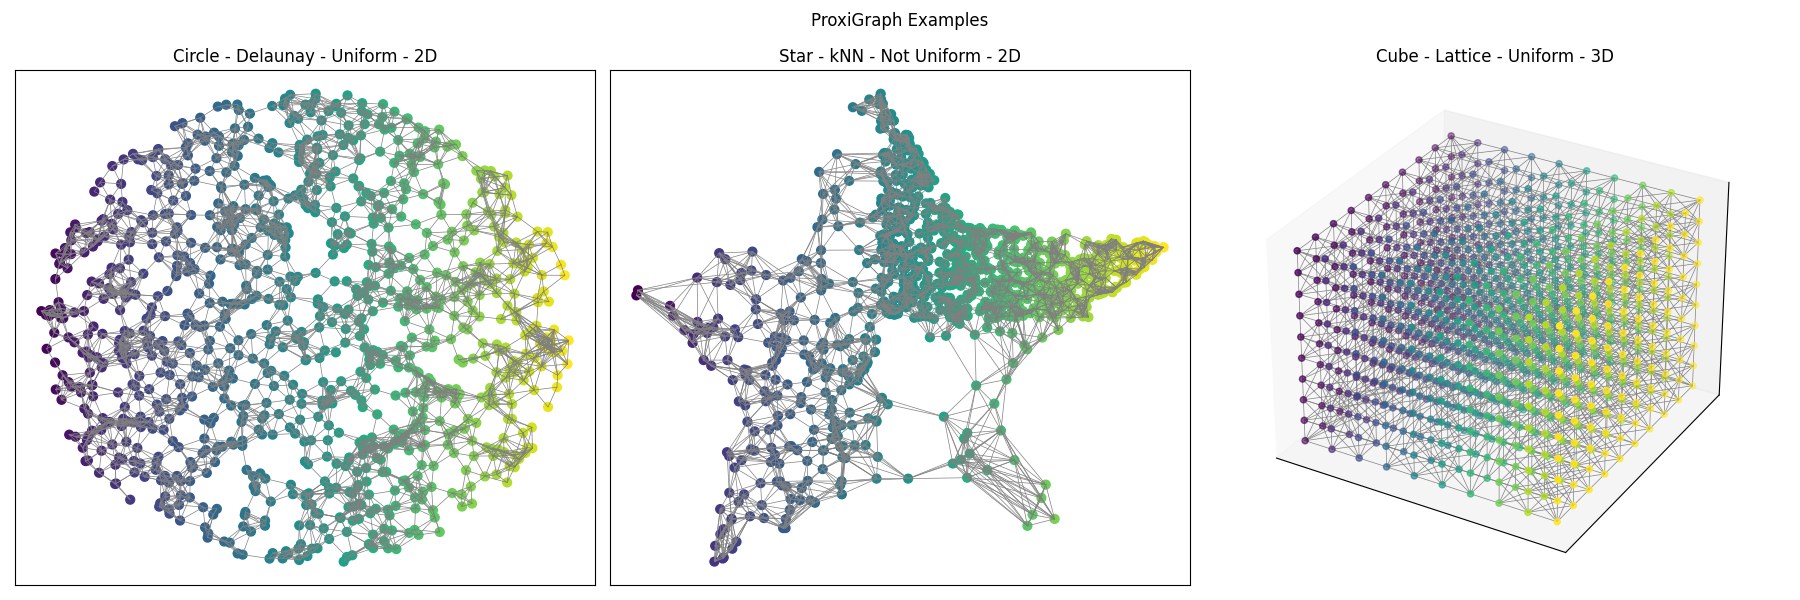 ProxiGraph Examples
Circle - Delaunay - Uniform - 2D
Star - kNN - Not Uniform - 2D
Cube - Lattice - Uniform - 3D